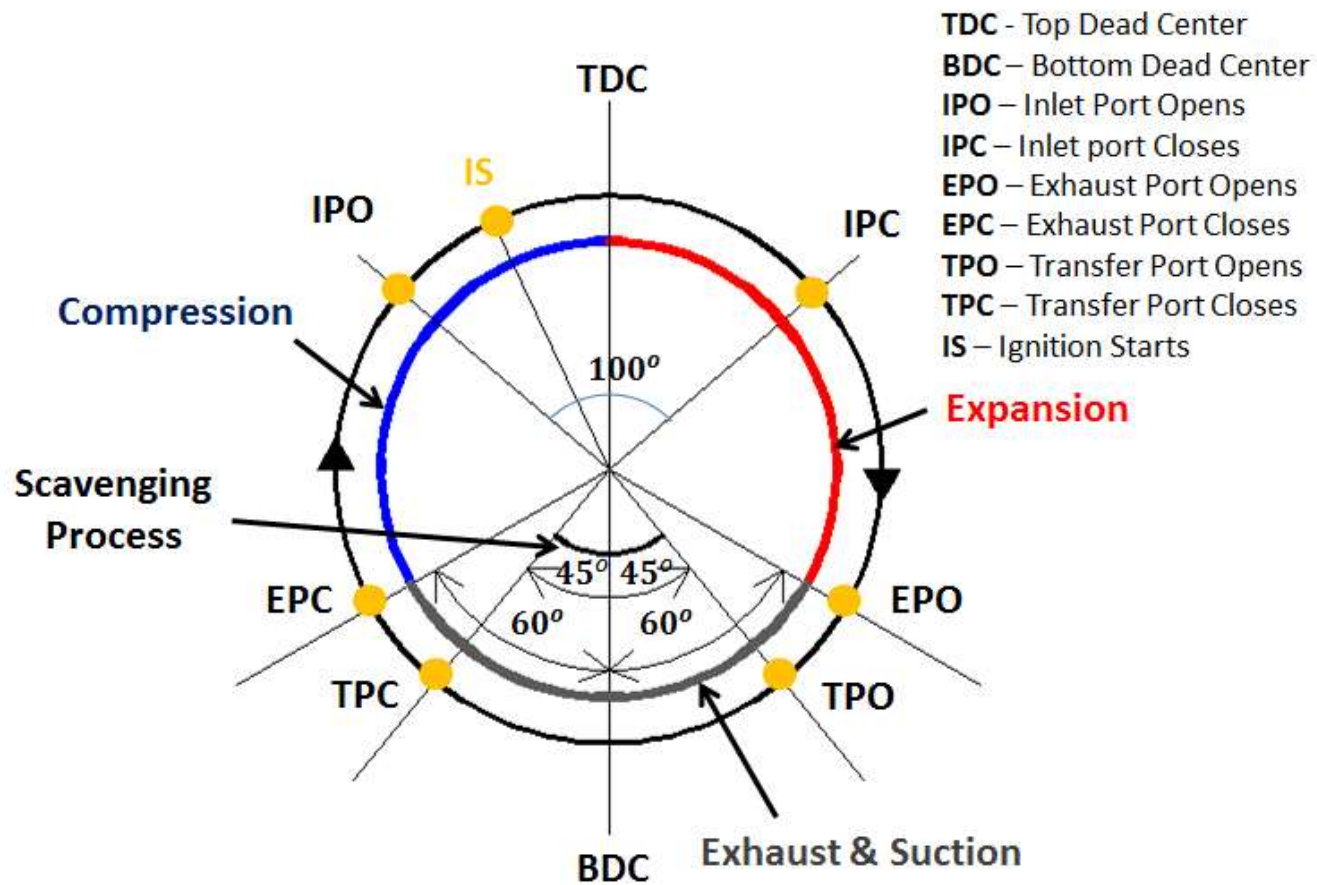 TDC - Top Dead Center
BDC – Bottom Dead Center
IPO – Inlet Port Opens
IPC – Inlet port Closes
EPO – Exhaust Port Opens
EPC – Exhaust Port Closes
TPO – Transfer Port Opens
TPC – Transfer Port Closes
IS – Ignition Starts
TDC
IS
IPO
IPC
Compression
100°
Expansion
Scavenging
Process
45° 45°
EPC
EPO
60° 60°
TPC
TPO
Exhaust & Suction
BDC